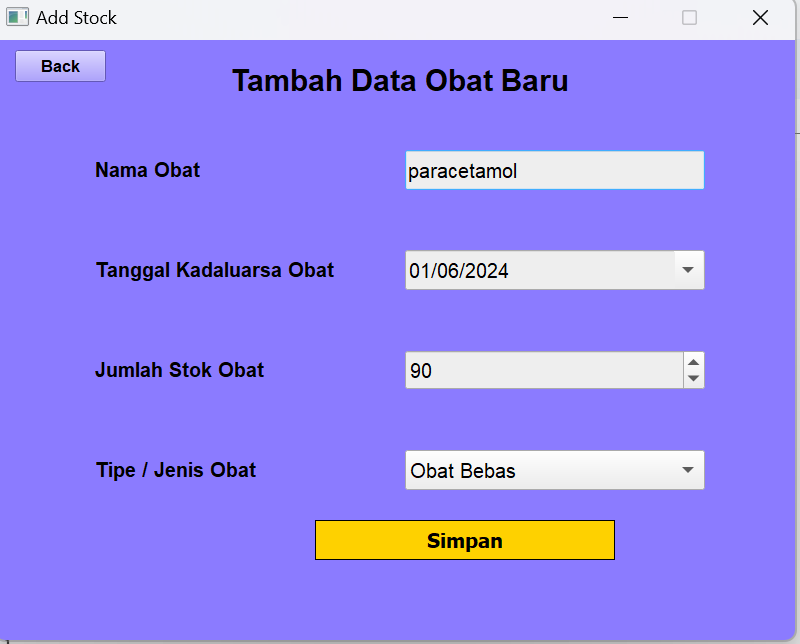 Add Stock
Back
Tambah Data Obat Baru
Nama Obat
paracetamol
Tanggal Kadaluarsa Obat
01/06/2024
Jumlah Stok Obat
90
Tipe / Jenis Obat
Obat Bebas
Simpan